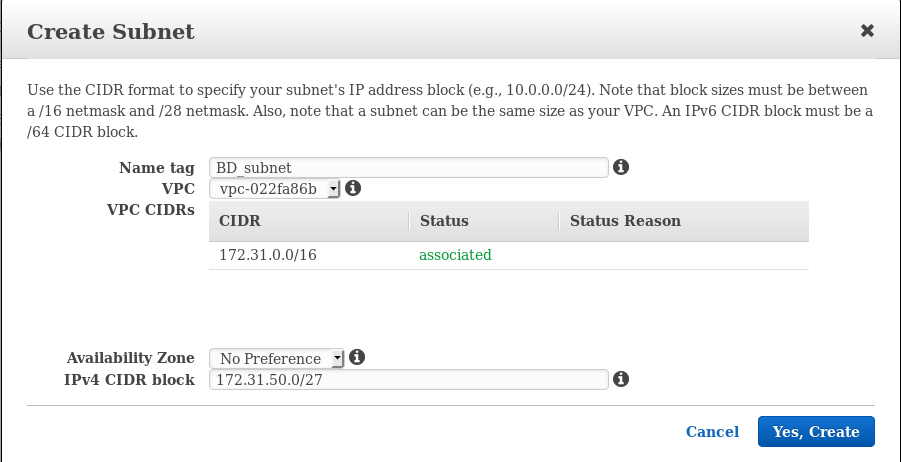 Create Subnet
Use the CIDR format to specify your subnet's IP address block (e.g., 10.0.0.0/24). Note that block sizes must be between
a /16 netmask and /28 netmask. Also, note that a subnet can be the same size as your VPC. An IPv6 CIDR block must be a
/64 CIDR block.
Name tag BD_subnet
VPC vpc-022fa86b
VPC CIDRs
CIDR Status Status Reason
172.31.0.0/16 associated
Availability Zone No Preference
IPv4 CIDR block 172.31.50.0/27
Cancel Yes, Create